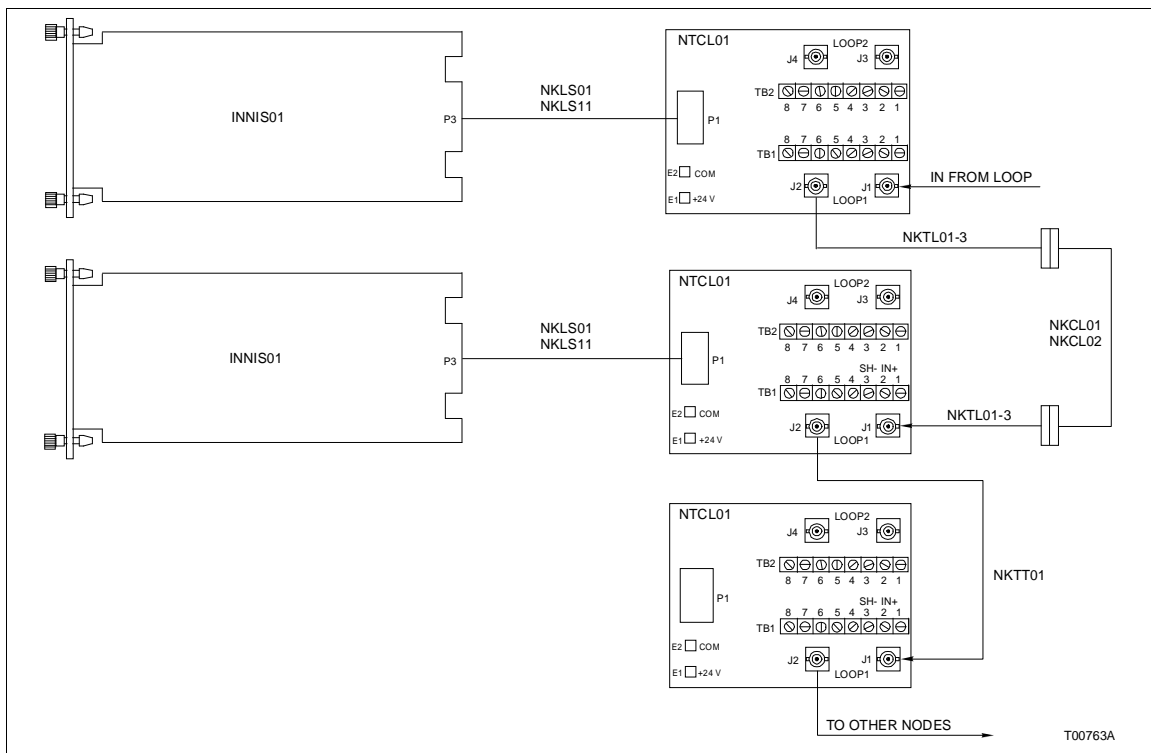 NTCL01
LOOP2
J4
J3
NKLS01
NKLS11
TB2
8 7 6 5 4 3 2 1
INNIS01
P3
P1
8 7 6 5 4 3 2 1
TB1
E2 COM
J2
J1
IN FROM LOOP
E1 +24 V
LOOP1
NKTL01-3
NTCL01
LOOP2
J4
J3
NKLS01
NKLS11
TB2
8 7 6 5 4 3 2 1
NKCL01
NKCL02
INNIS01
P3
P1
SH- IN+
8 7 6 5 4 3 2 1
TB1
E2 COM
J2
J1
NKTL01-3
E1 +24 V
LOOP1
NTCL01
LOOP2
J4
J3
TB2
8 7 6 5 4 3 2 1
NKTT01
P1
SH- IN+
8 7 6 5 4 3 2 1
TB1
E2 COM
J2
J1
E1 +24 V
LOOP1
TO OTHER NODES
T00763A